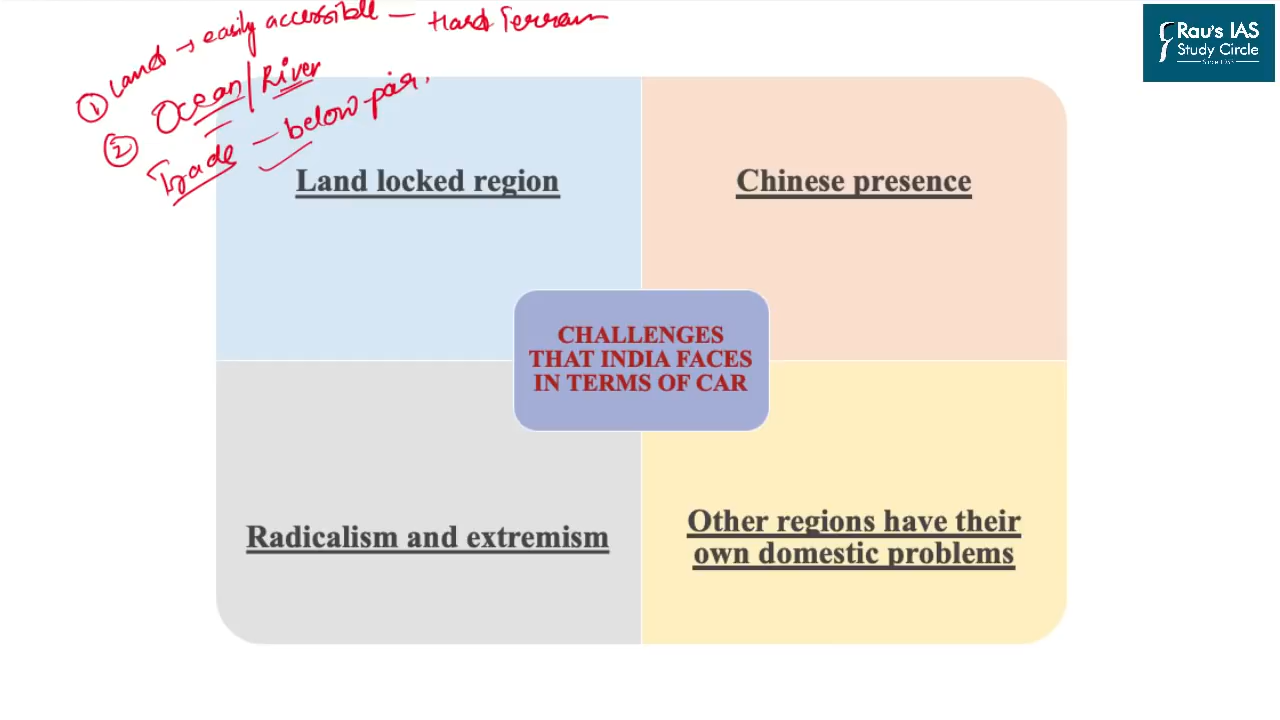 ① Land → easily accessible — Hard Terrain
② Ocean/River
Trade — below par.
Rau's IAS
Study Circle
Since 1953
Land locked region
Chinese presence
CHALLENGES
THAT INDIA FACES
IN TERMS OF CAR
Radicalism and extremism
Other regions have their
own domestic problems